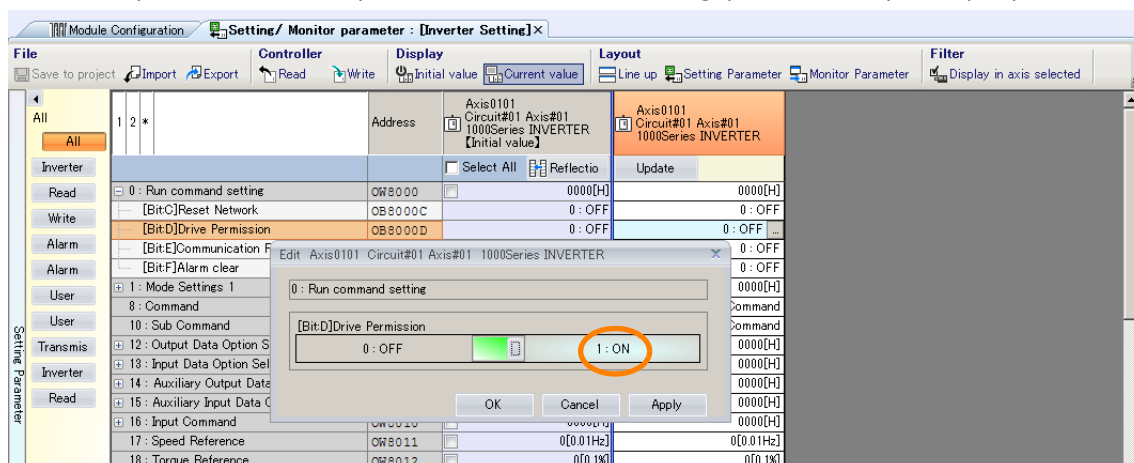 Module Configuration Setting/ Monitor parameter : [Inverter Setting]×
File Controller Display Layout Filter
Save to project Import Export Read Write Initial value Current value Line up Setting Parameter Monitor Parameter Display in axis selected
All
All
Inverter
Read
Write
Alarm
Alarm
User
User
Transmis
Inverter
Read
Setting Parameter
1 2 * Address
Axis0101
Circuit#01 Axis#01
1000Series INVERTER
【Initial value】
Axis0101
Circuit#01 Axis#01
1000Series INVERTER
Select All Reflectio Update
0 : Run command setting OW8000 0000[H] 0000[H]
[Bit:C]Reset Network OB8000C 0 : OFF 0 : OFF
[Bit:D]Drive Permission OB8000D 0 : OFF 0 : OFF ...
[Bit:E]Communication 0 : OFF
[Bit:F]Alarm clear 0 : OFF
1 : Mode Settings 1 0000[H]
8 : Command
10 : Sub Command
12 : Output Data Option S 0000[H]
13 : Input Data Option Sel 0000[H]
14 : Auxiliary Output Data 0000[H]
15 : Auxiliary Input Data 0000[H]
16 : Input Command 0000[H]
17 : Speed Reference OW8011 0[0.01Hz] 0[0.01Hz]
18 : Torque Reference OW8012 0[0.1%] 0[0.1%]
Edit Axis0101 Circuit#01 Axis#01 1000Series INVERTER X
0 : Run command setting
[Bit:D]Drive Permission
0 : OFF 1 : ON
OK Cancel Apply